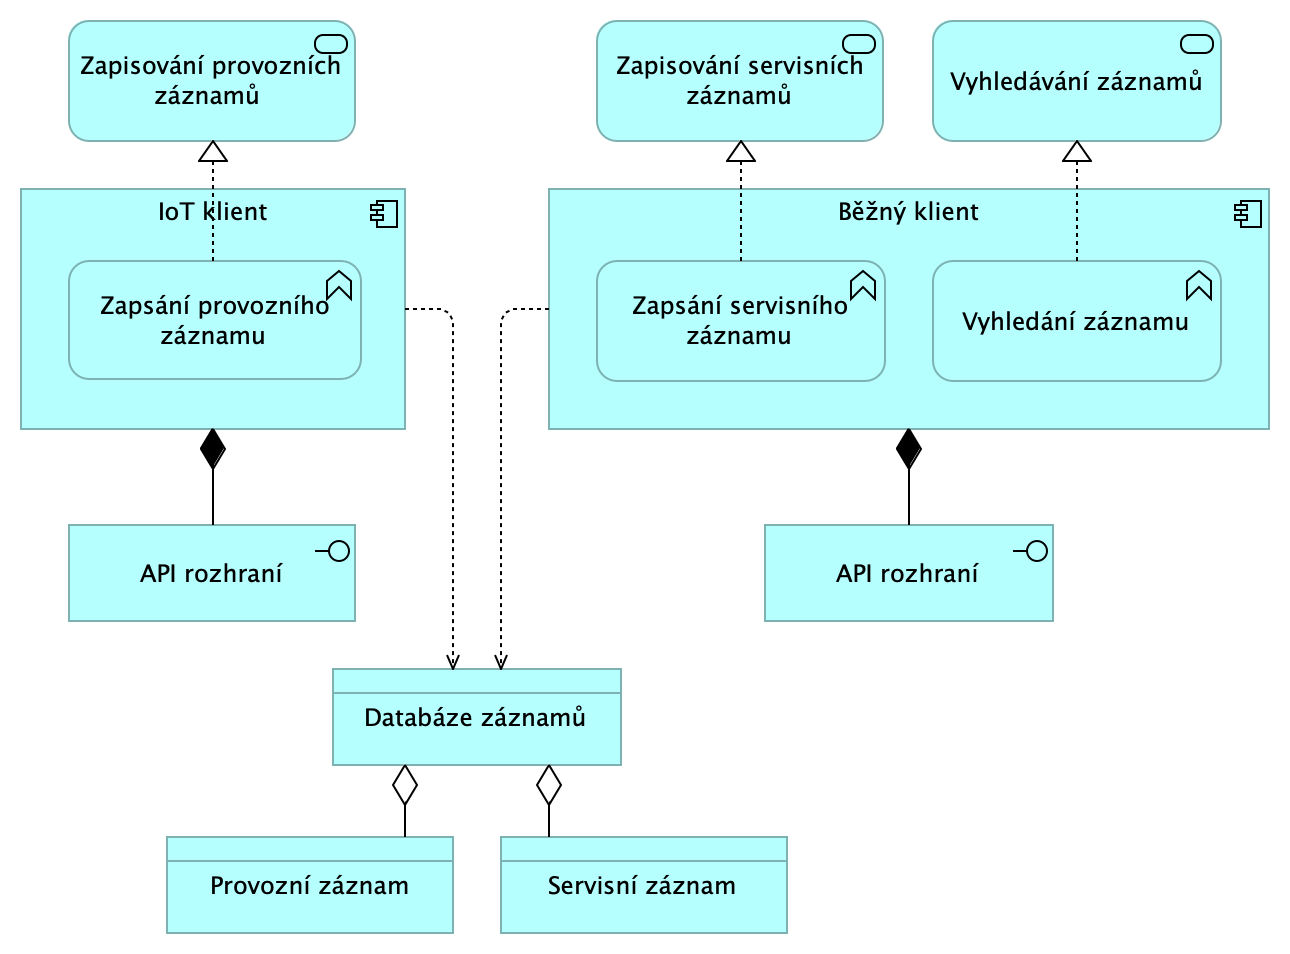 Zapisování provozních
záznamů
Zapisování servisních
záznamů
Vyhledávání záznamů
IoT klient
Běžný klient
Zapsání provozního
záznamu
Zapsání servisního
záznamu
Vyhledání záznamu
API rozhraní
API rozhraní
Databáze záznamů
Provozní záznam
Servisní záznam